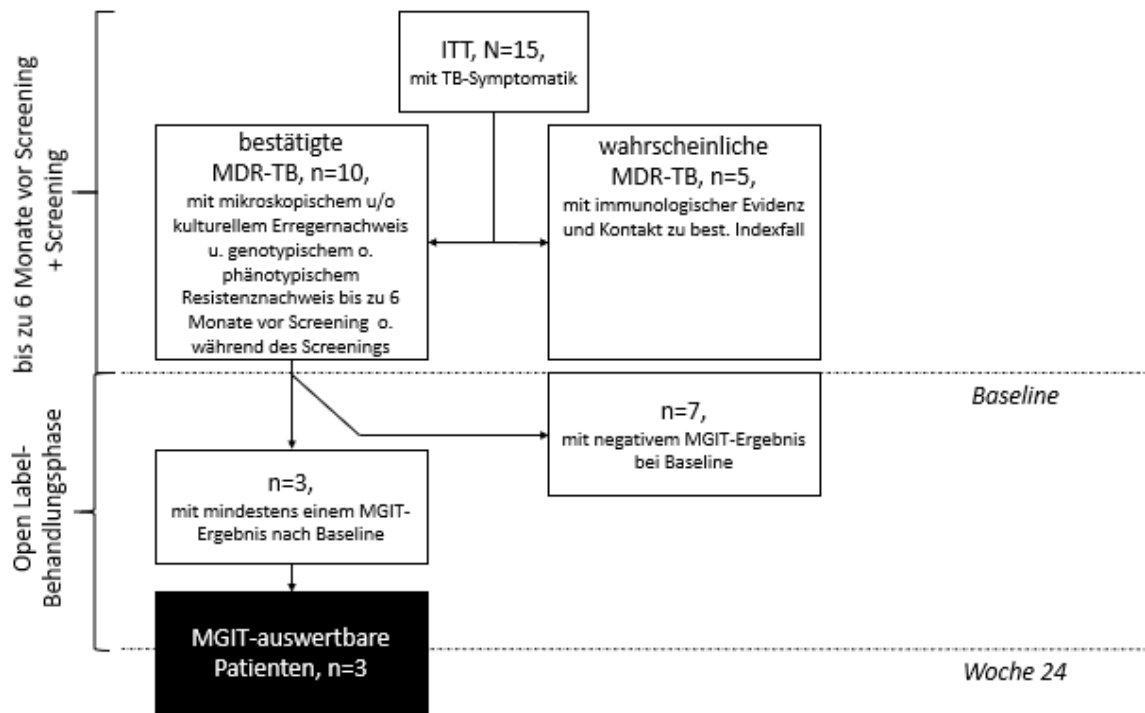 ITT, N=15,
mit TB-Symptomatik
bis zu 6 Monate vor Screening
+ Screening
bestätigte
MDR-TB, n=10,
mit mikroskopischem u/o
kulturellem Erregernachweis
u. genotypischem o.
phänotypischem
Resistenznachweis bis zu 6
Monate vor Screening o.
während des Screenings
wahrscheinliche
MDR-TB, n=5,
mit immunologischer Evidenz
und Kontakt zu best. Indexfall
Baseline
Open Label-
Behandlungsphase
n=7,
mit negativem MGIT-Ergebnis
bei Baseline
n=3,
mit mindestens einem MGIT-
Ergebnis nach Baseline
MGIT-auswertbare
Patienten, n=3
Woche 24